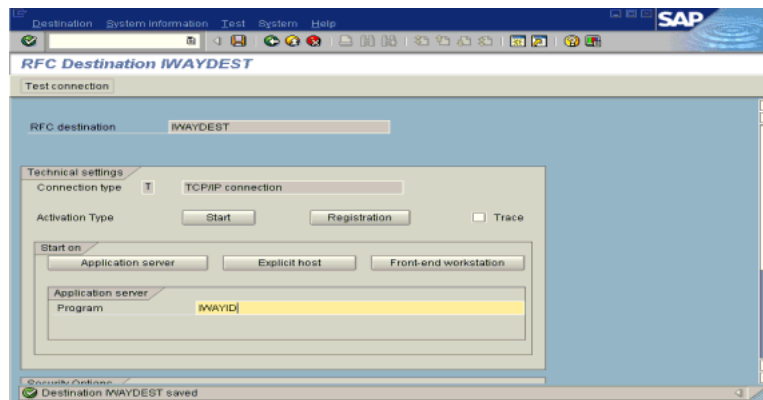 Destination System information Test System Help
SAP
RFC Destination IWAYDEST
Test connection
RFC destination IWAYDEST
Technical settings
Connection type T TCP/IP connection
Activation Type Start Registration Trace
Start on
Application server Explicit host Front-end workstation
Application server
Program IWAYID
Security Options
Destination IWAYDEST saved